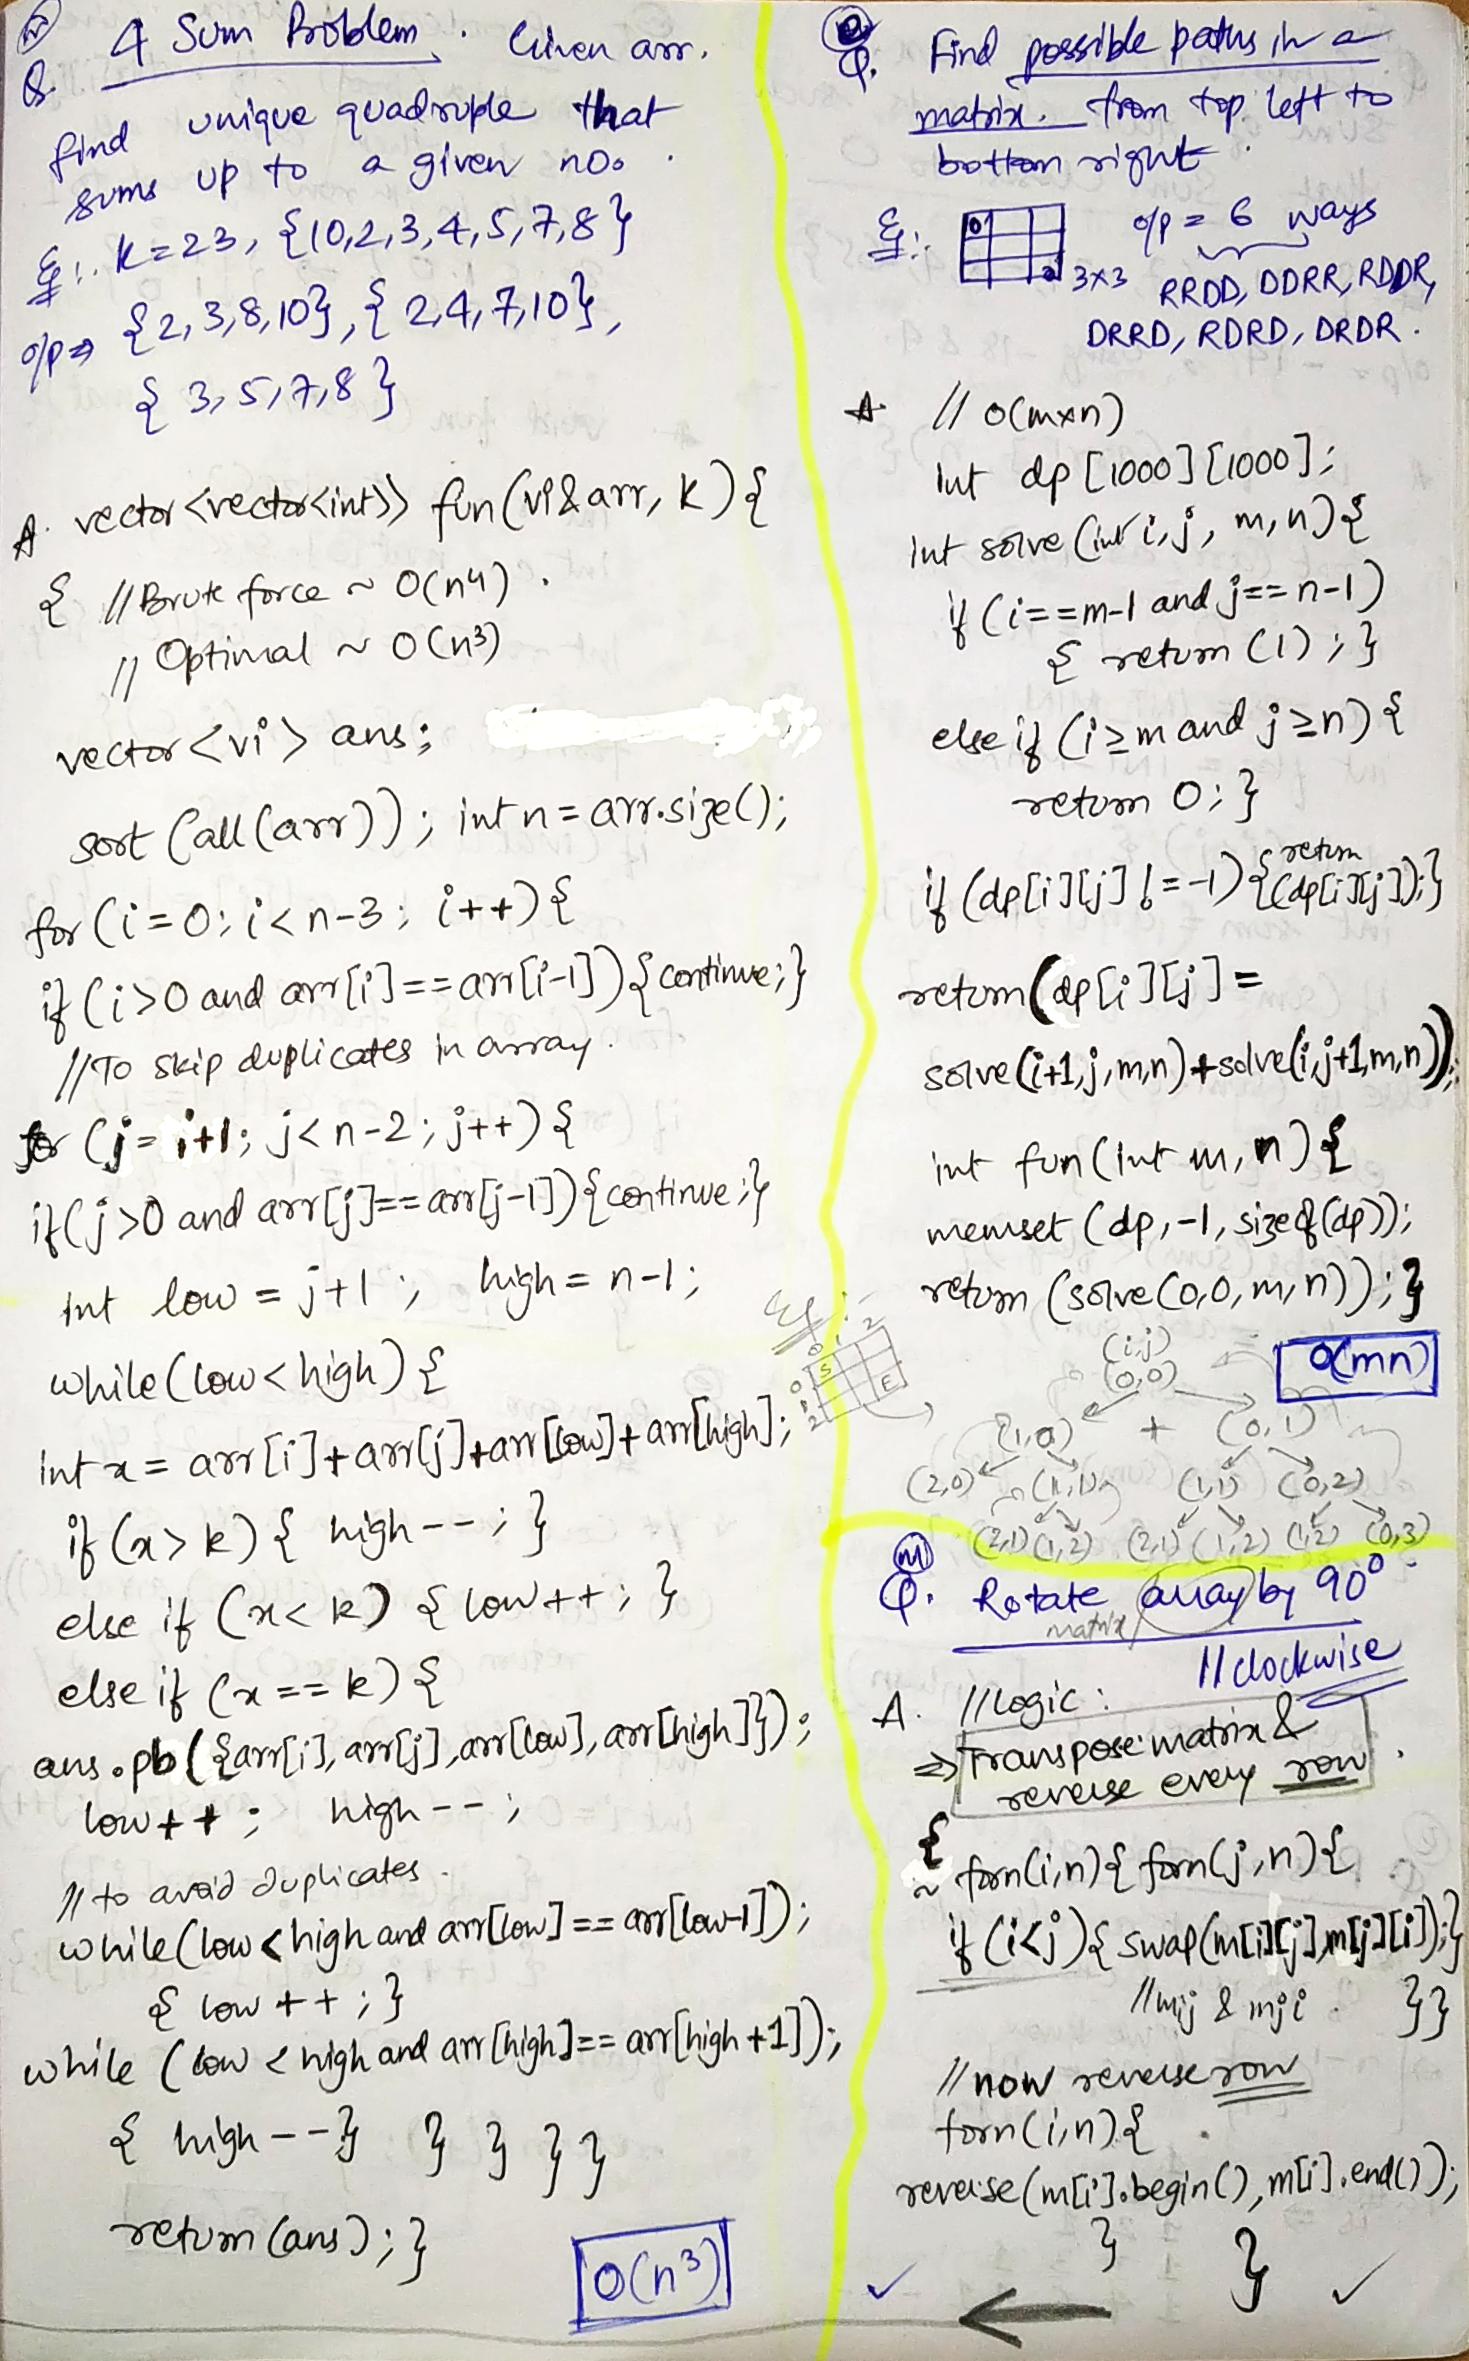 (m)
Q. 4 Sum Problem. Given arr.
find unique quadruple that
sums up to a given no.
Eg:. k=23, {10,2,3,4,5,7,8}
o/p⇒ {2,3,8,10}, {2,4,7,10},
{3,5,7,8}
A. vector<vector<int>> fun(vi&arr, k){
{ //Brute force ~ O(n4).
// Optimal ~ O(n³)
vector<vi> ans;
sort(all(arr)); int n=arr.size();
for(i=0; i<n-3; i++){
if(i>0 and arr[i]==arr[i-1]){continue;}
//To skip duplicates in array.
for (j=i+1; j<n-2; j++){
if(j>0 and arr[j]==arr[j-1]){continue;}
int low = j+1; high = n-1;
while(low<high){
int x = arr[i]+arr[j]+arr[low]+arr[high];
if (x>k) { high--; }
else if (x<k) { low++; }
else if (x==k) {
ans.pb({arr[i], arr[j], arr[low], arr[high]});
low++; high--;
// to avoid duplicates.
while(low<high and arr[low]==arr[low-1]);
{ low++; }
while (low<high and arr[high]==arr[high+1]);
{ high--} } } } }
return(ans);}
O(n³)
Q. Find possible paths in a
matrix. from top left to
bottom right.
Eg:. 3x3 o/p = 6 ways
RRDD, DDRR, RDDR,
DRRD, RDRD, DRDR.
A. // O(mxn)
int dp[1000][1000];
int solve(int i,j, m,n){
if(i==m-1 and j==n-1)
{ return (1); }
else if (i≥m and j≥n){
return 0;}
if (dp[i][j]!=-1){return (dp[i][j]);}
return(dp[i][j]=
solve(i+1,j,m,n)+solve(i,j+1,m,n));
int fun(int m,n){
memset(dp,-1,sizeof(dp));
return (solve(0,0,m,n));}
O(mn)
Eg:
0 1 2
0 S
1 E
2
(i,j)
(0,0)
(1,0) + (0,1)
(2,0) (1,1) (1,1) (0,2)
(2,1) (1,2) (2,1) (1,2) (1,2) (0,3)
(m)
Q. Rotate array by 90°
matrix
//clockwise
A. //Logic:
⇒ Transpose matrix &
reverse every row.
{
forn(i,n){ forn(j,n){
if(i<j){ swap(m[i][j],m[j][i]);}
//mij & mji. }}
//now reverse row
forn(i,n){
reverse(m[i].begin(), m[i].end());
} }